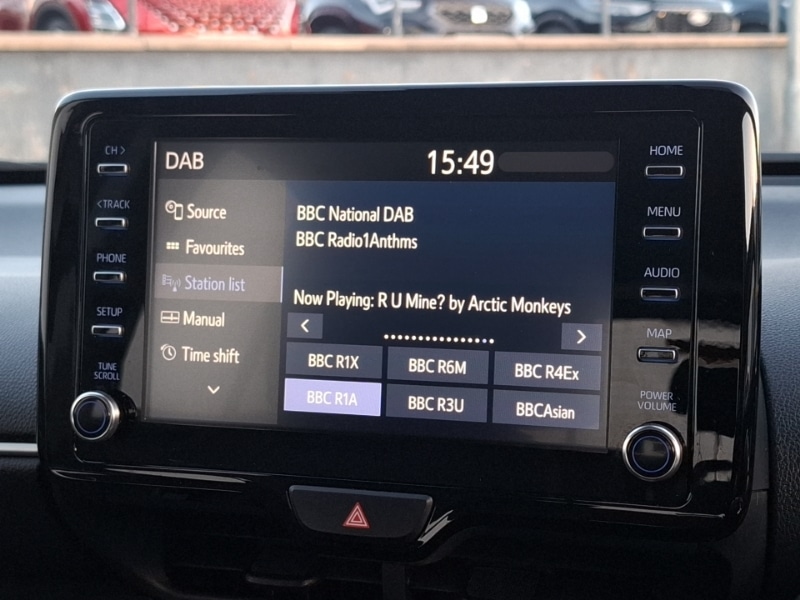 CH >
< TRACK
PHONE
SETUP
TUNE
SCROLL
DAB
15:49
Source
Favourites
Station list
Manual
Time shift
BBC National DAB
BBC Radio1Anthms
Now Playing: R U Mine? by Arctic Monkeys
BBC R1X
BBC R6M
BBC R4Ex
BBC R1A
BBC R3U
BBCAsian
HOME
MENU
AUDIO
MAP
POWER
VOLUME